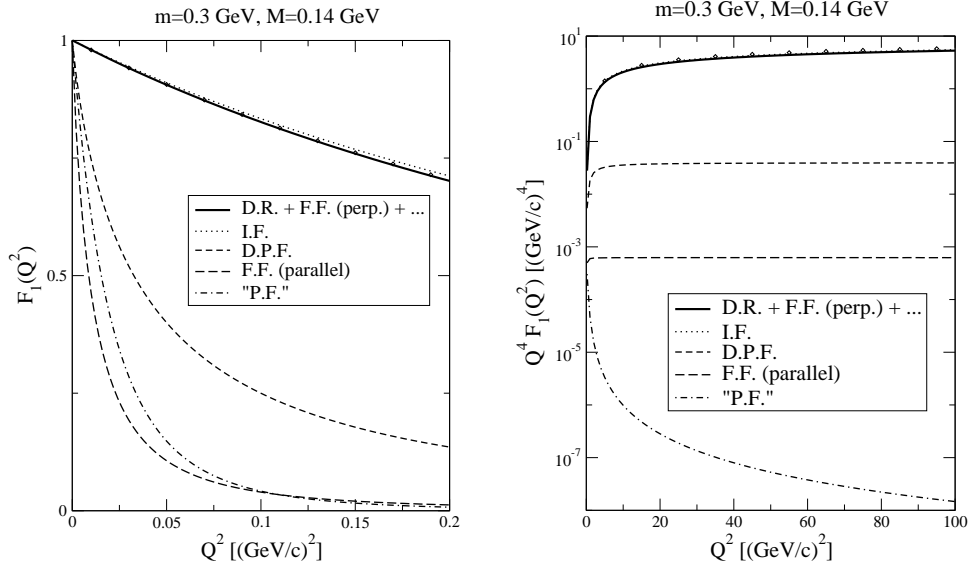 m=0.3 GeV, M=0.14 GeV
1
0.5
0
F₁(Q²)
D.R. + F.F. (perp.) + ...
I.F.
D.P.F.
F.F. (parallel)
"P.F."
0 0.05 0.1 0.15 0.2
Q² [(GeV/c)²]
m=0.3 GeV, M=0.14 GeV
10¹
10⁻¹
10⁻³
10⁻⁵
10⁻⁷
Q⁴ F₁(Q²) [(GeV/c)⁴]
D.R. + F.F. (perp.) + ...
I.F.
D.P.F.
F.F. (parallel)
"P.F."
0 20 40 60 80 100
Q² [(GeV/c)²]